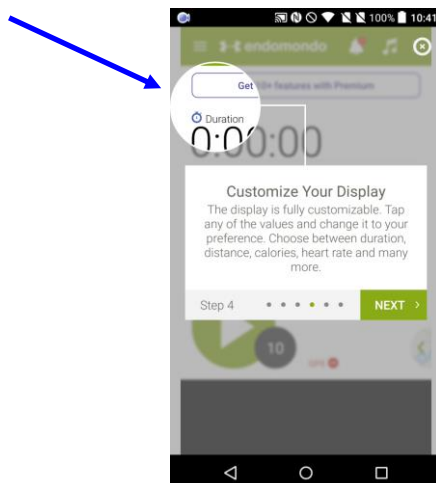 100% 10:41
endomondo
Get 10+ features with Premium
Duration
0:00:00
Customize Your Display
The display is fully customizable. Tap
any of the values and change it to your
preference. Choose between duration,
distance, calories, heart rate and many
more.
Step 4
NEXT
10
GPS